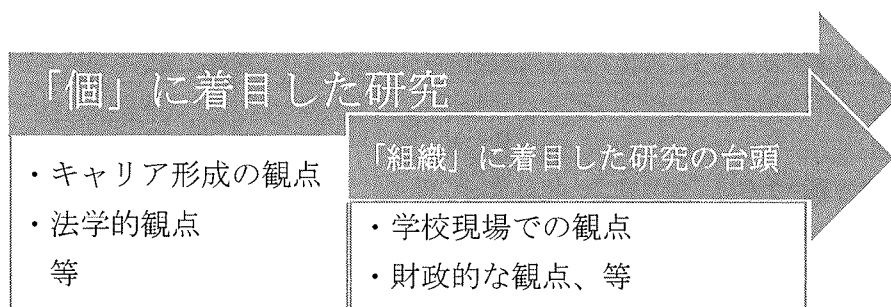 「個」に着目した研究
・キャリア形成の観点
・法学的観点
等
「組織」に着目した研究の台頭
・学校現場での観点
・財政的な観点、等